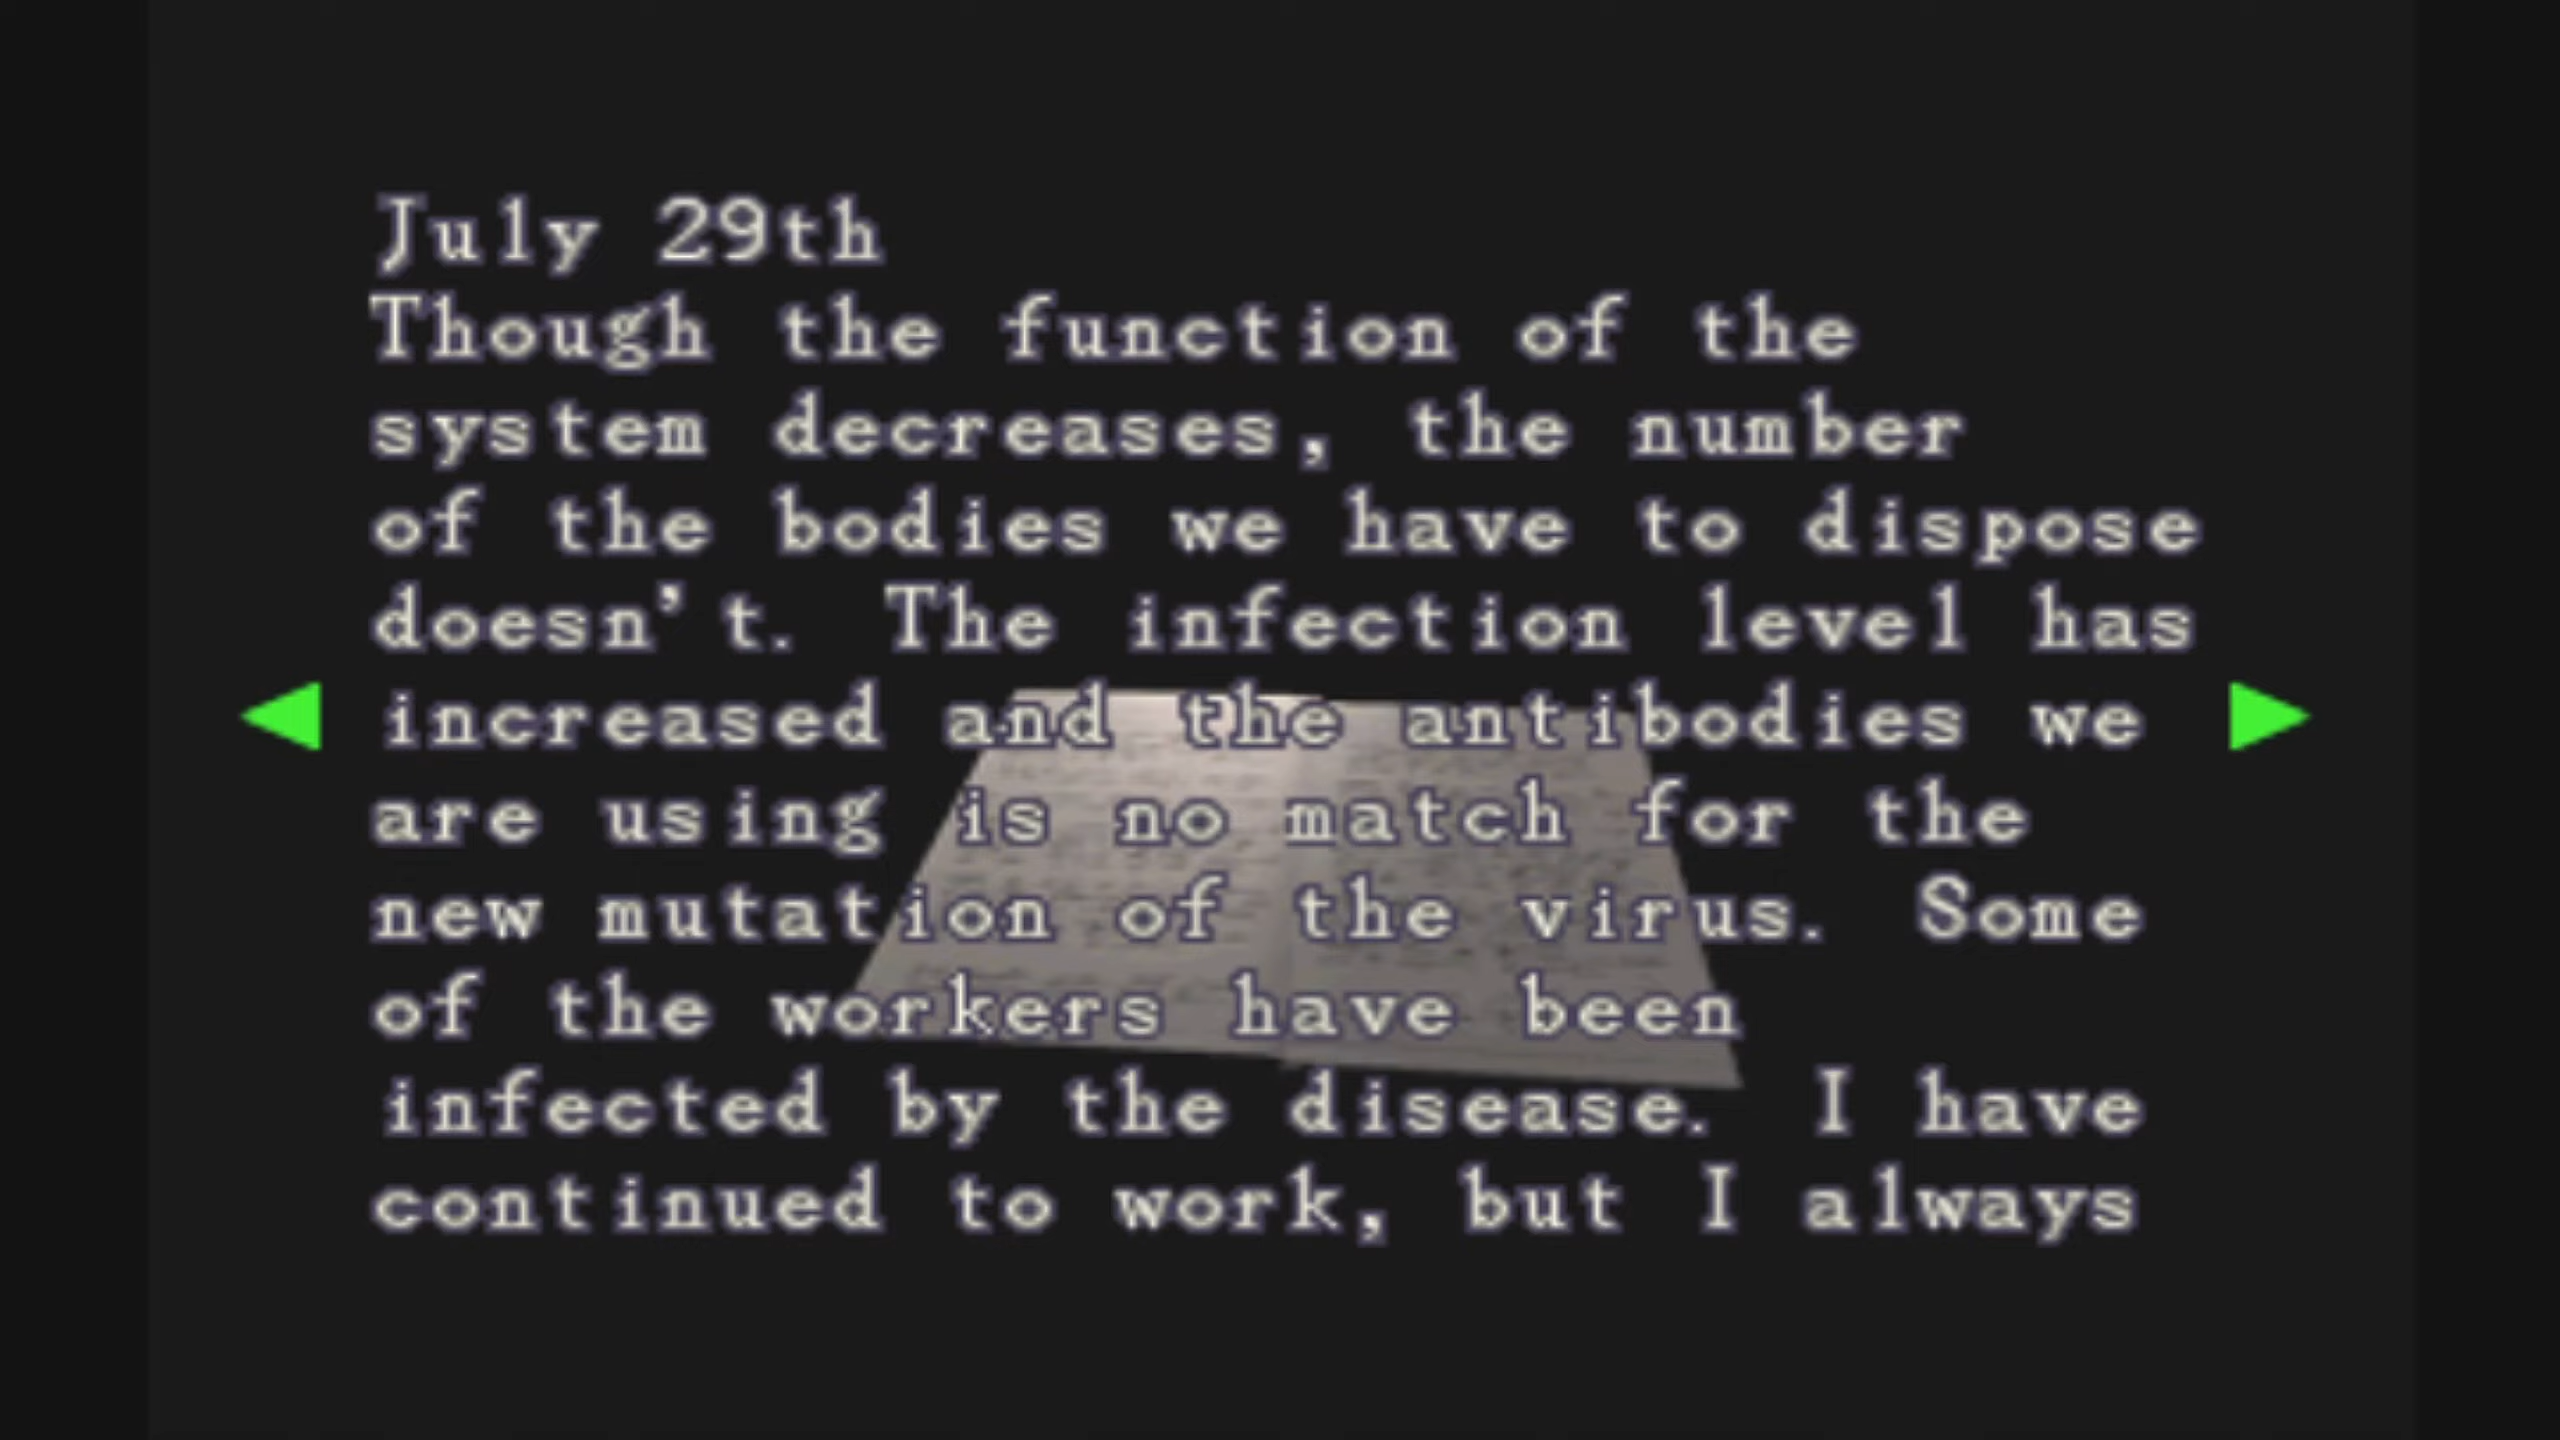 July 29th
Though the function of the
system decreases, the number
of the bodies we have to dispose
doesn't. The infection level has
increased and the antibodies we
are using is no match for the
new mutation of the virus. Some
of the workers have been
infected by the disease. I have
continued to work, but I always